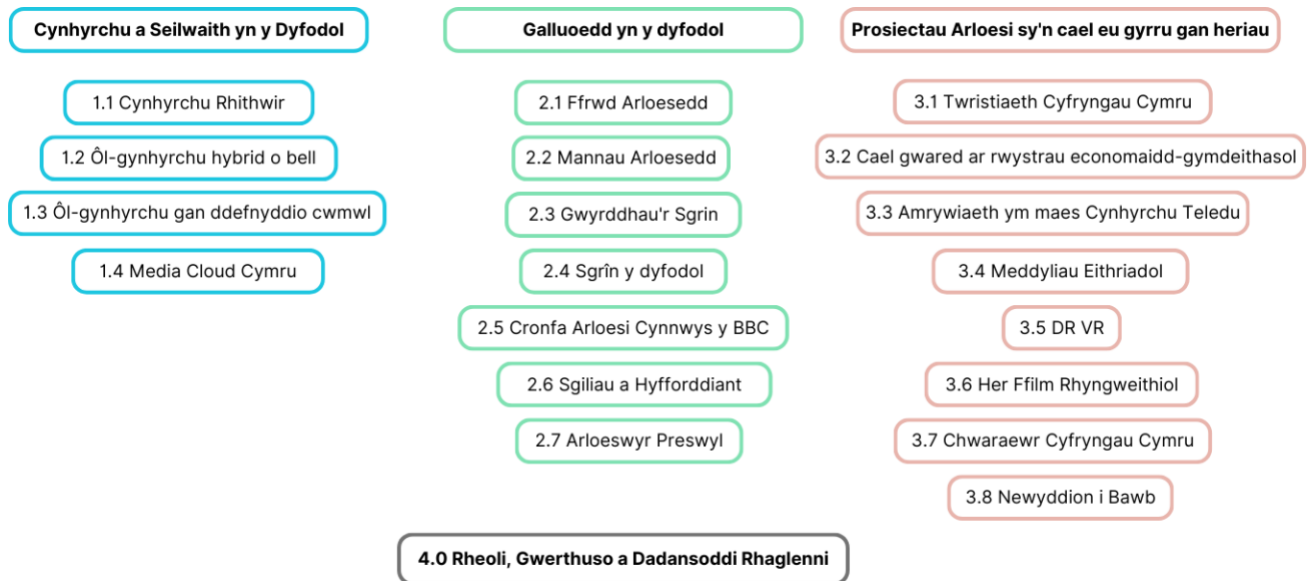 Cynhyrchu a Seilwaith yn y Dyfodol
1.1 Cynhyrchu Rhithwir
1.2 Ôl-gynhyrchu hybrid o bell
1.3 Ôl-gynhyrchu gan ddefnyddio cwmwl
1.4 Media Cloud Cymru
Galluoedd yn y dyfodol
2.1 Ffrwd Arloesedd
2.2 Mannau Arloesedd
2.3 Gwyrddhau'r Sgrin
2.4 Sgrîn y dyfodol
2.5 Cronfa Arloesi Cynnwys y BBC
2.6 Sgiliau a Hyfforddiant
2.7 Arloeswyr Preswyl
Prosiectau Arloesi sy'n cael eu gyrru gan heriau
3.1 Twristiaeth Cyfryngau Cymru
3.2 Cael gwared ar rwystrau economaidd-gymdeithasol
3.3 Amrywiaeth ym maes Cynhyrchu Teledu
3.4 Meddyliau Eithriadol
3.5 DR VR
3.6 Her Ffilm Rhyngweithiol
3.7 Chwaraewr Cyfryngau Cymru
3.8 Newyddion i Bawb
4.0 Rheoli, Gwerthuso a Dadansoddi Rhaglenni